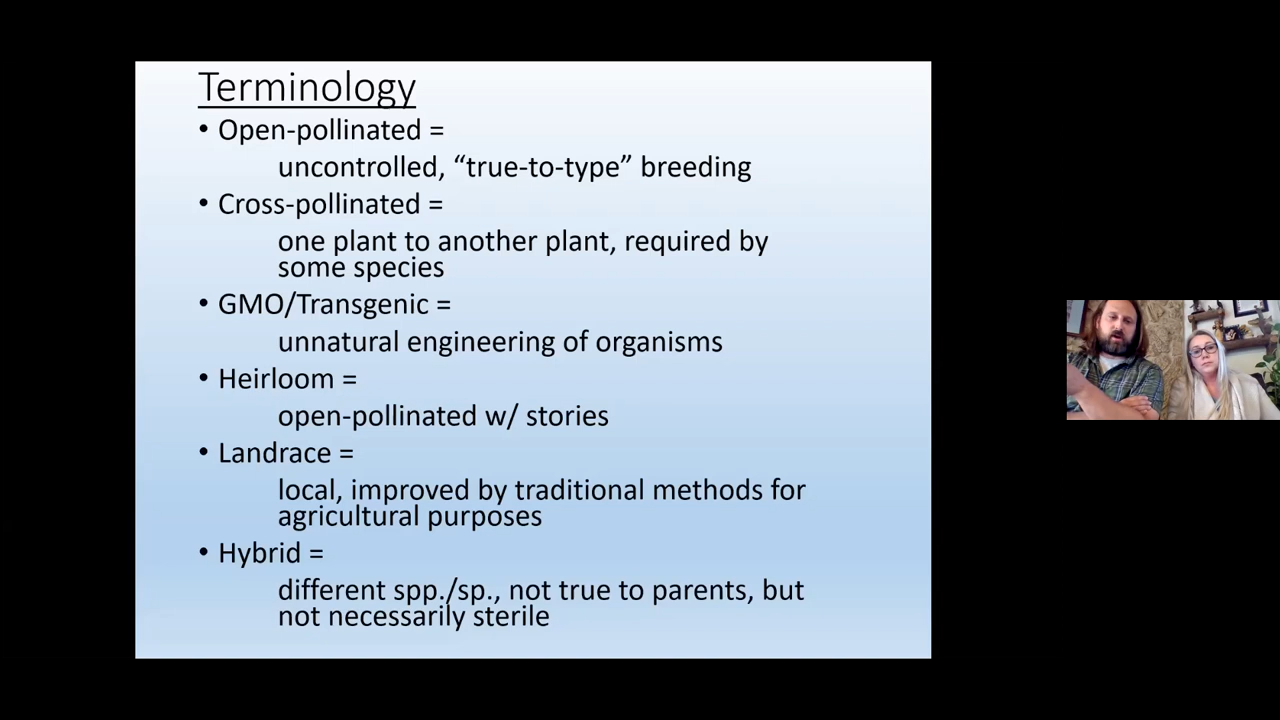 Terminology
• Open-pollinated =
uncontrolled, “true-to-type” breeding
• Cross-pollinated =
one plant to another plant, required by
some species
• GMO/Transgenic =
unnatural engineering of organisms
• Heirloom =
open-pollinated w/ stories
• Landrace =
local, improved by traditional methods for
agricultural purposes
• Hybrid =
different spp./sp., not true to parents, but
not necessarily sterile